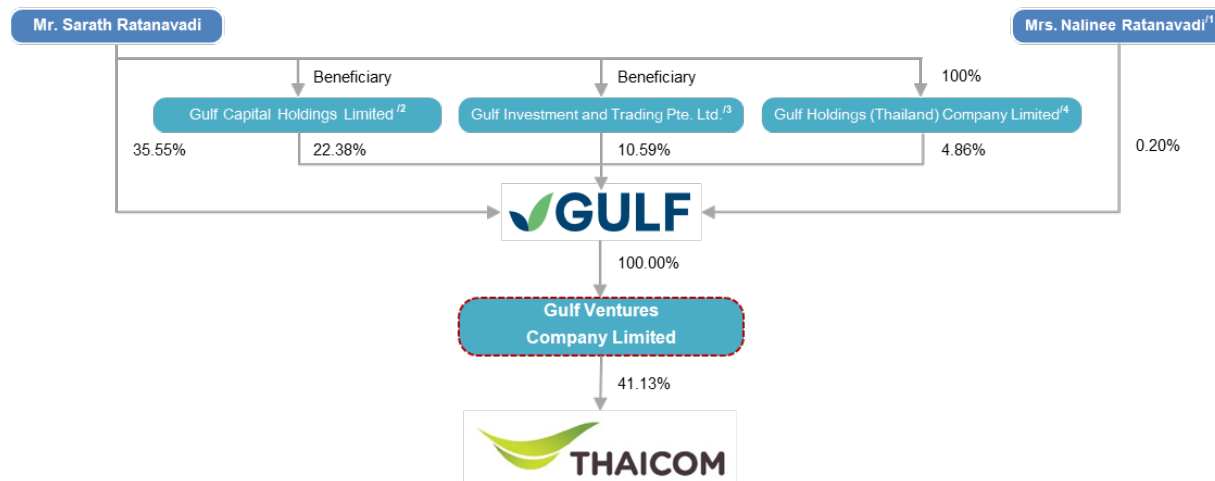 Mr. Sarath Ratanavadi
Mrs. Nalinee Ratanavadi/1
Beneficiary
Beneficiary
100%
Gulf Capital Holdings Limited /2
Gulf Investment and Trading Pte. Ltd./3
Gulf Holdings (Thailand) Company Limited/4
35.55%
22.38%
10.59%
4.86%
0.20%
GULF
100.00%
Gulf Ventures
Company Limited
41.13%
THAICOM